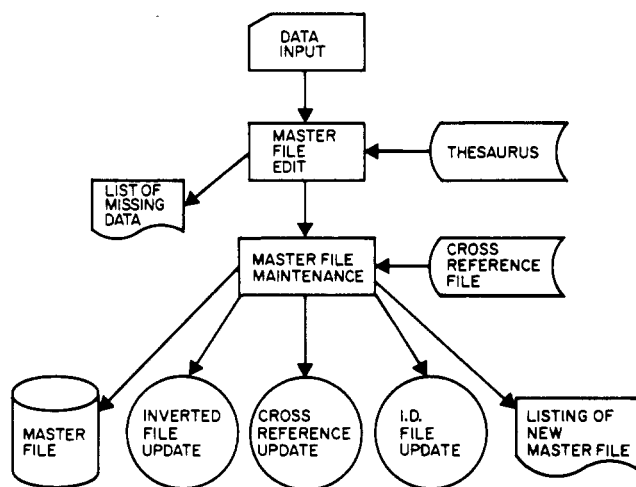 DATA
INPUT
MASTER
FILE
EDIT
THESAURUS
LIST OF
MISSING
DATA
MASTER FILE
MAINTENANCE
CROSS
REFERENCE
FILE
MASTER
FILE
INVERTED
FILE
UPDATE
CROSS
REFERENCE
UPDATE
I.D.
FILE
UPDATE
LISTING OF
NEW
MASTER FILE